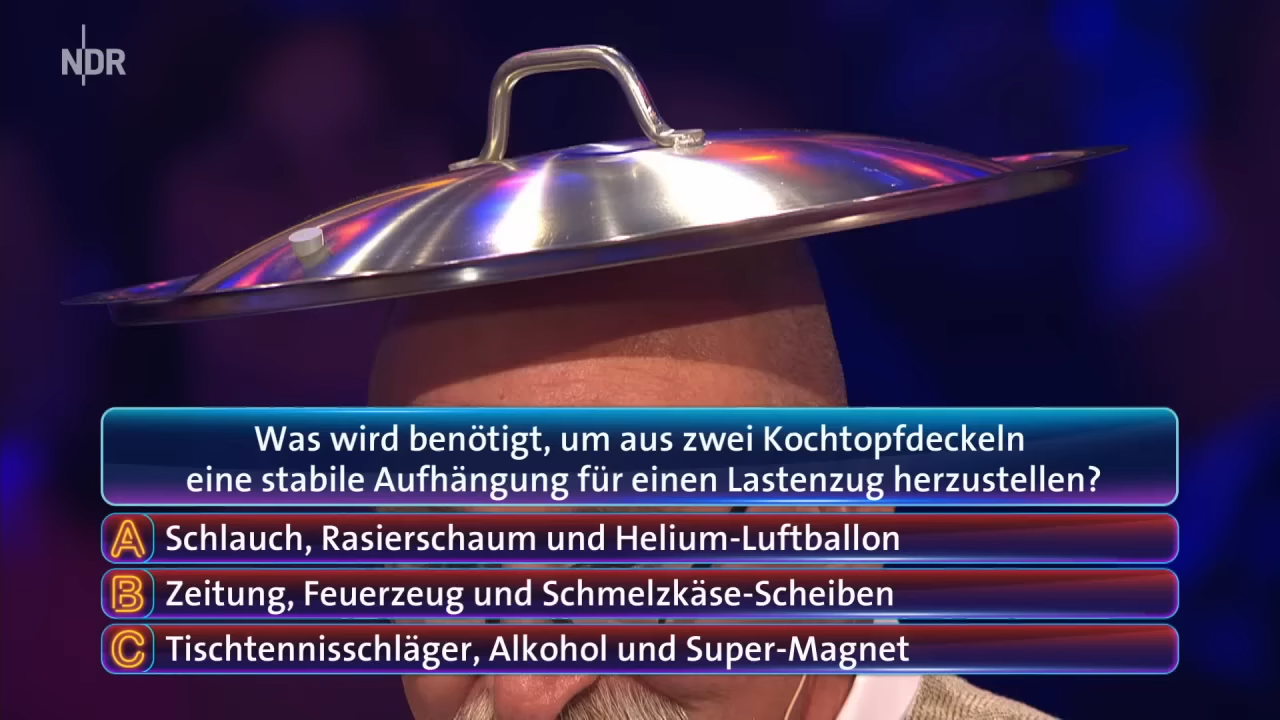 NDR
Was wird benötigt, um aus zwei Kochtopfdeckeln
eine stabile Aufhängung für einen Lastenzug herzustellen?
A Schlauch, Rasierschaum und Helium-Luftballon
B Zeitung, Feuerzeug und Schmelzkäse-Scheiben
C Tischtennisschläger, Alkohol und Super-Magnet